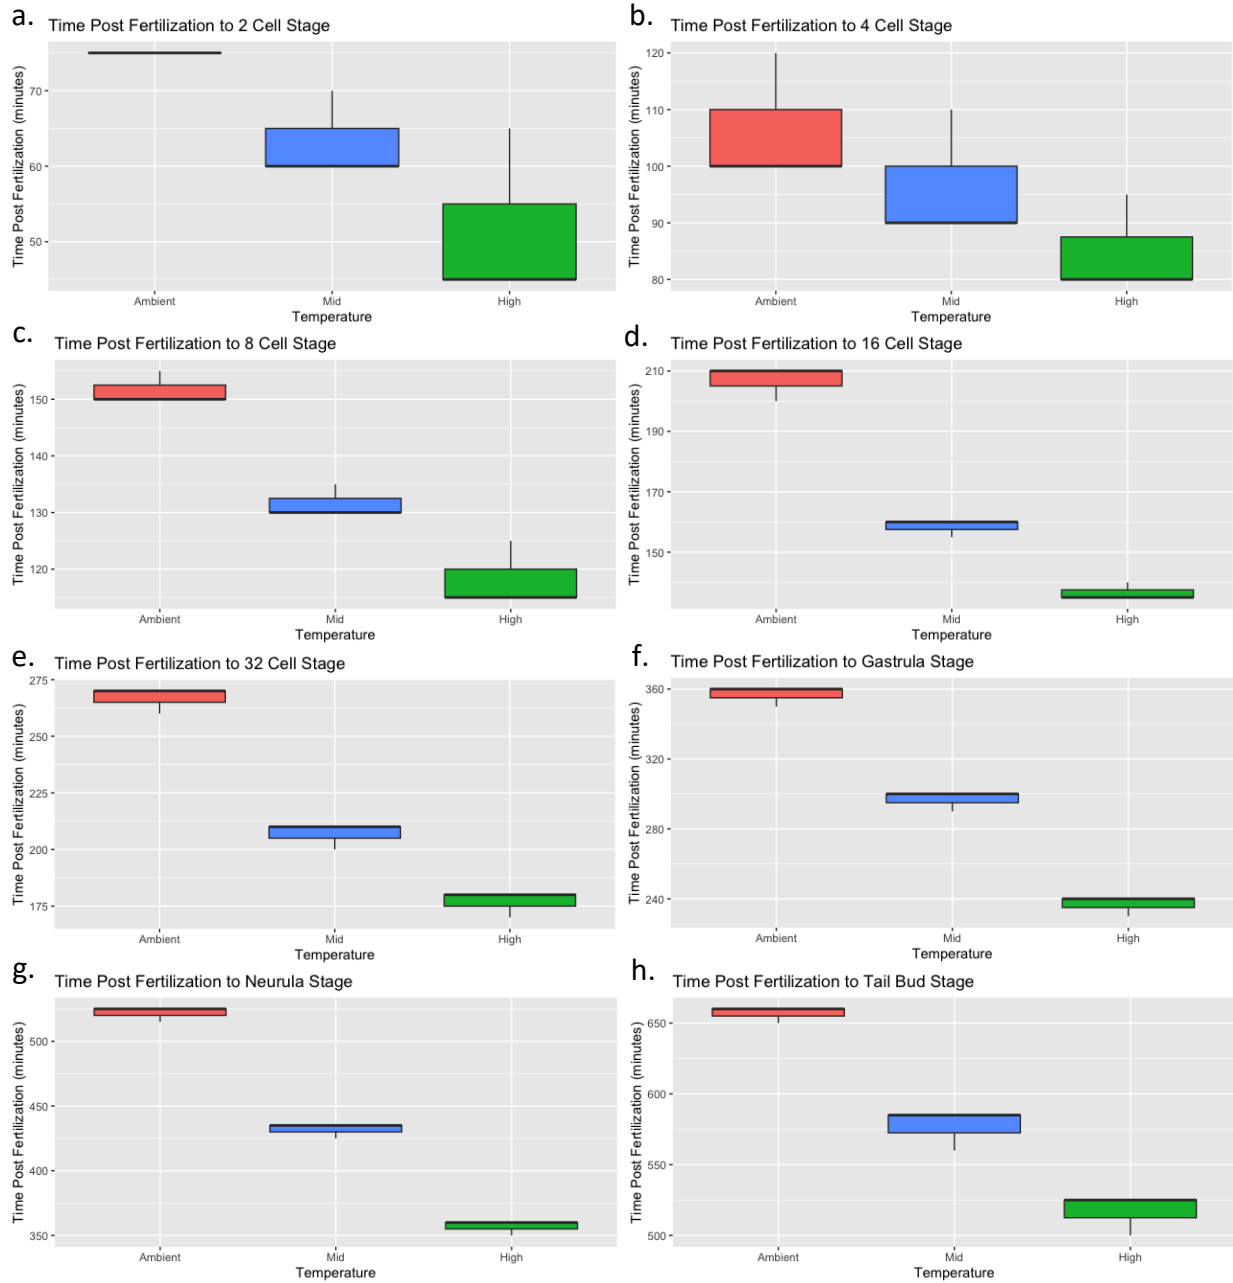 a.
Time Post Fertilization to 2 Cell Stage
Time Post Fertilization (minutes)
70
60
50
Ambient
Mid
High
Temperature
b.
Time Post Fertilization to 4 Cell Stage
Time Post Fertilization (minutes)
120
110
100
90
80
Ambient
Mid
High
Temperature
c.
Time Post Fertilization to 8 Cell Stage
Time Post Fertilization (minutes)
150
140
130
120
Ambient
Mid
High
Temperature
d.
Time Post Fertilization to 16 Cell Stage
Time Post Fertilization (minutes)
210
190
170
150
Ambient
Mid
High
Temperature
e.
Time Post Fertilization to 32 Cell Stage
Time Post Fertilization (minutes)
275
250
225
200
175
Ambient
Mid
High
Temperature
f.
Time Post Fertilization to Gastrula Stage
Time Post Fertilization (minutes)
360
320
280
240
Ambient
Mid
High
Temperature
g.
Time Post Fertilization to Neurula Stage
Time Post Fertilization (minutes)
500
450
400
350
Ambient
Mid
High
Temperature
h.
Time Post Fertilization to Tail Bud Stage
Time Post Fertilization (minutes)
650
600
550
500
Ambient
Mid
High
Temperature